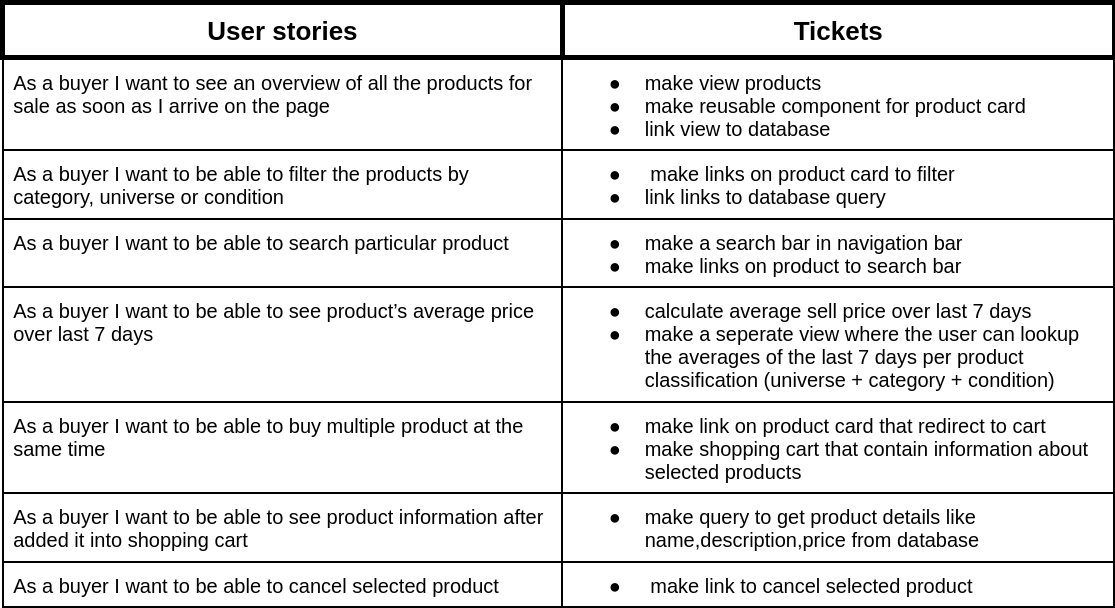 User stories
Tickets
As a buyer I want to see an overview of all the products for
sale as soon as I arrive on the page
● make view products
● make reusable component for product card
● link view to database
As a buyer I want to be able to filter the products by
category, universe or condition
● make links on product card to filter
● link links to database query
As a buyer I want to be able to search particular product
● make a search bar in navigation bar
● make links on product to search bar
As a buyer I want to be able to see product’s average price
over last 7 days
● calculate average sell price over last 7 days
● make a seperate view where the user can lookup
the averages of the last 7 days per product
classification (universe + category + condition)
As a buyer I want to be able to buy multiple product at the
same time
● make link on product card that redirect to cart
● make shopping cart that contain information about
selected products
As a buyer I want to be able to see product information after
added it into shopping cart
● make query to get product details like
name,description,price from database
As a buyer I want to be able to cancel selected product
● make link to cancel selected product